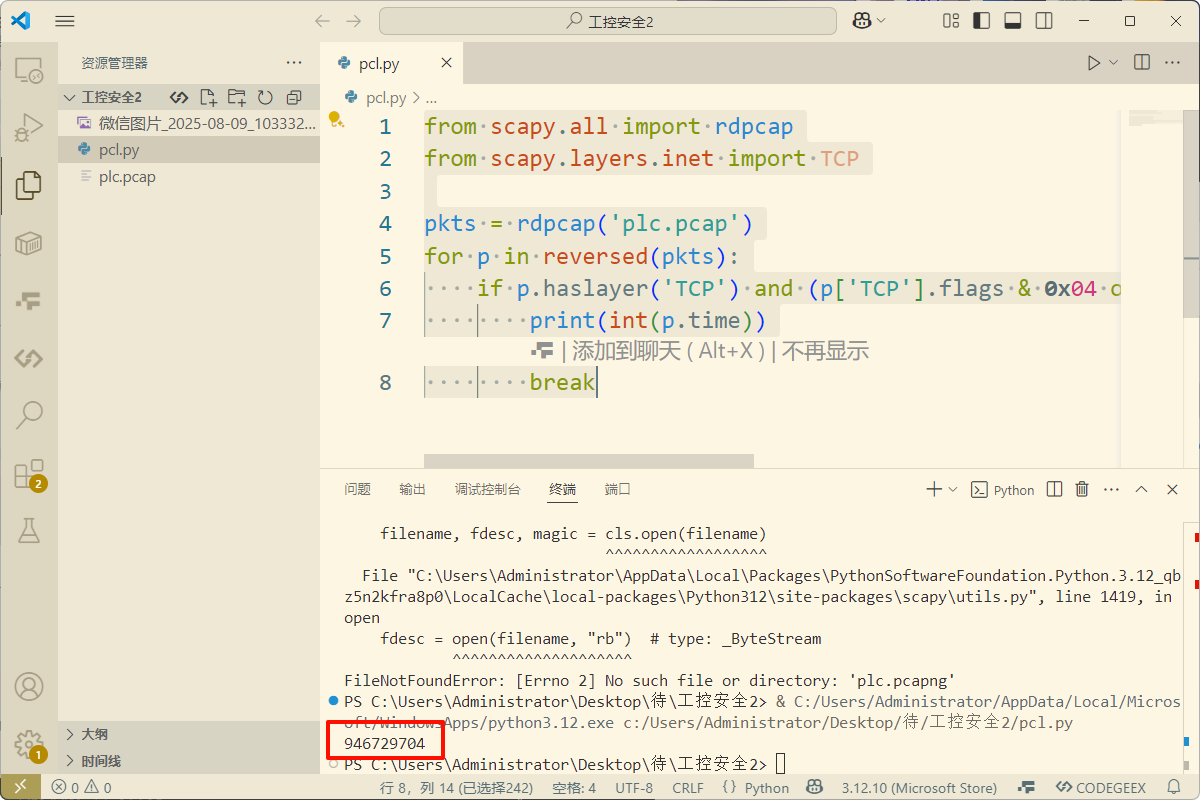 工控安全2
资源管理器
pcl.py
工控安全2
pcl.py > ...
微信图片_2025-08-09_103332...
pcl.py
plc.pcap
1 from scapy.all import rdpcap
2 from scapy.layers.inet import TCP
3
4 pkts = rdpcap('plc.pcap')
5 for p in reversed(pkts):
6 if p.haslayer('TCP') and (p['TCP'].flags & 0x04 o
7 print(int(p.time))
| 添加到聊天 ( Alt+X ) | 不再显示
8 break
2
问题 输出 调试控制台 终端 端口
Python
filename, fdesc, magic = cls.open(filename)
^^^^^^^^^^^^^^^^^^
File "C:\Users\Administrator\AppData\Local\Packages\PythonSoftwareFoundation.Python.3.12_qb
z5n2kfra8p0\LocalCache\local-packages\Python312\site-packages\scapy\utils.py", line 1419, in
open
fdesc = open(filename, "rb")  # type: _ByteStream
^^^^^^^^^^^^^^^^^^^^
FileNotFoundError: [Errno 2] No such file or directory: 'plc.pcapng'
PS C:\Users\Administrator\Desktop\待\工控安全2> & C:/Users/Administrator/AppData/Local/Micros
oft/WindowsApps/python3.12.exe c:/Users/Administrator/Desktop/待/工控安全2/pcl.py
946729704
PS C:\Users\Administrator\Desktop\待\工控安全2>
大纲
时间线
1
0 0
行 8，列 14 (已选择242)
空格: 4
UTF-8
CRLF
{ } Python
3.12.10 (Microsoft Store)
CODEGEEX